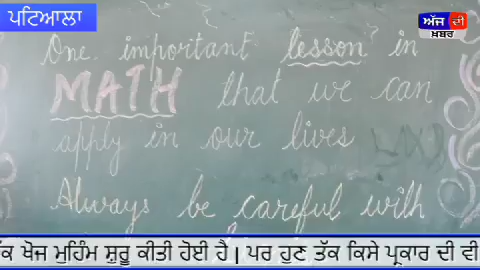 ਪਟਿਆਲਾ
ਅੱਜ ਦੀ
ਖ਼ਬਰ
One important lesson in
MATH that we can
apply in our lives
Always be careful with
ਖੋਜ ਮੁਹਿੰਮ ਸ਼ੁਰੂ ਕੀਤੀ ਹੋਈ ਹੈ | ਪਰ ਹੁਣ ਤੱਕ ਕਿਸੇ ਪ੍ਰਕਾਰ ਦੀ ਵੀ